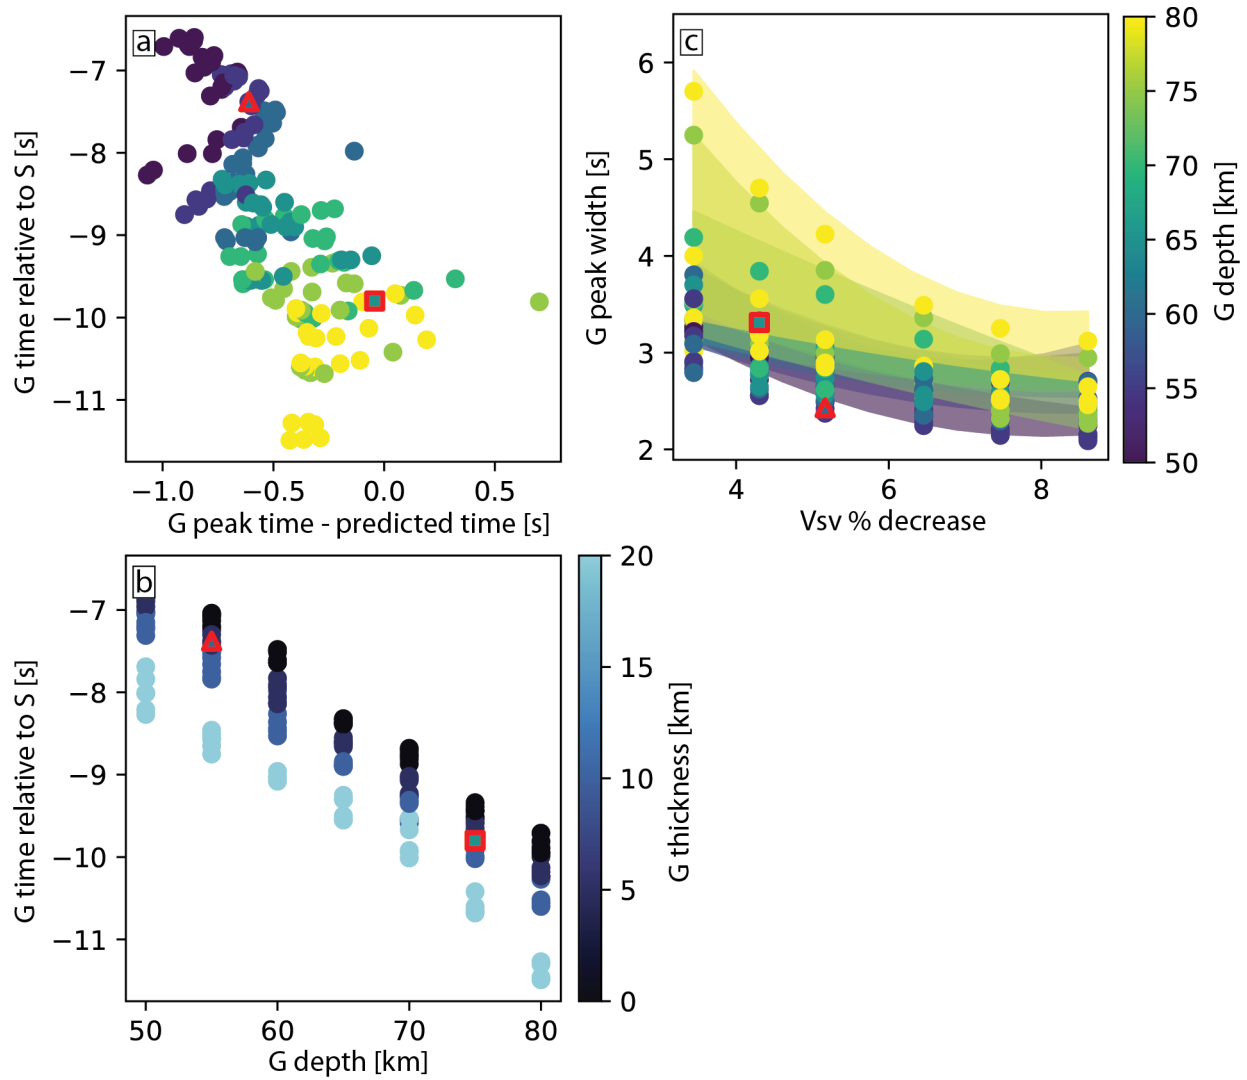 a
−7
−8
−9
−10
−11
G time relative to S [s]
−1.0 −0.5 0.0 0.5
G peak time - predicted time [s]
c
6
5
4
3
2
G peak width [s]
4 6 8
Vsv % decrease
80
75
70
65
60
55
50
G depth [km]
b
−7
−8
−9
−10
−11
G time relative to S [s]
50 60 70 80
G depth [km]
20
15
10
5
0
G thickness [km]